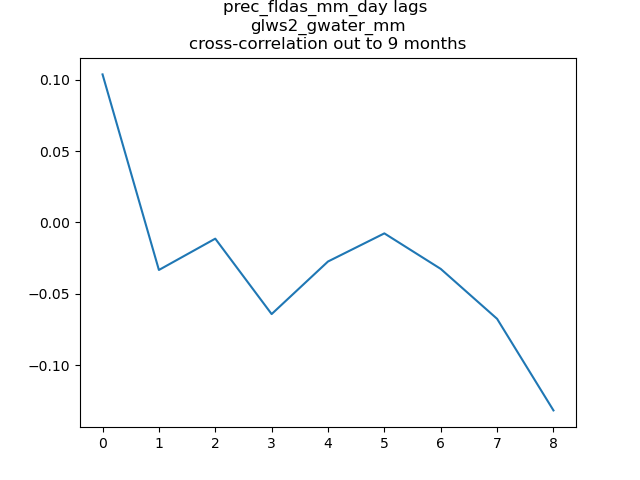 prec_fldas_mm_day lags
glws2_gwater_mm
cross-correlation out to 9 months
0.10
0.05
0.00
−0.05
−0.10
0 1 2 3 4 5 6 7 8